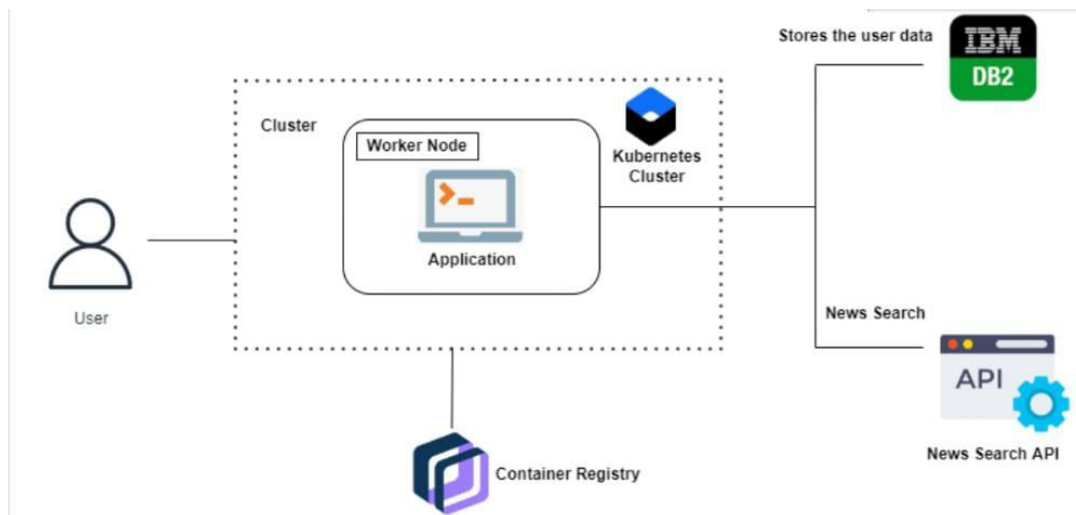 Stores the user data
IBM
DB2
Cluster
Worker Node
Kubernetes
Cluster
Application
User
News Search
API
Container Registry
News Search API